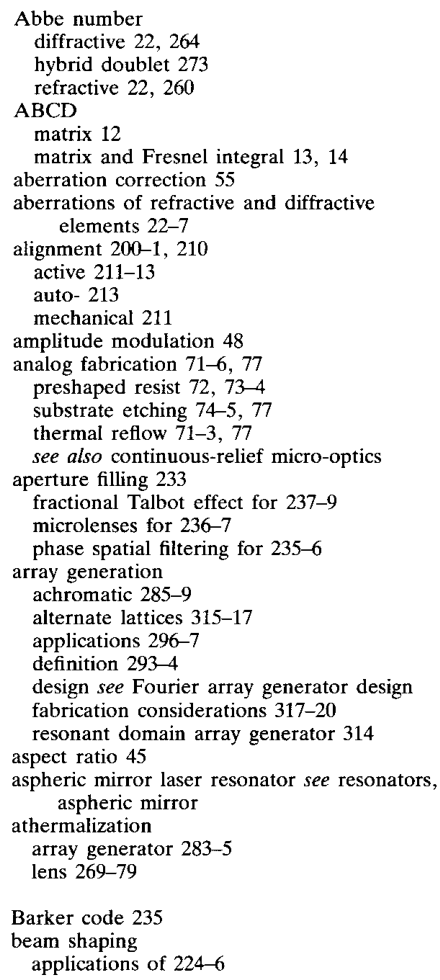 Abbe number
diffractive 22, 264
hybrid doublet 273
refractive 22, 260
ABCD
matrix 12
matrix and Fresnel integral 13, 14
aberration correction 55
aberrations of refractive and diffractive
elements 22–7
alignment 200–1, 210
active 211–13
auto- 213
mechanical 211
amplitude modulation 48
analog fabrication 71–6, 77
preshaped resist 72, 73–4
substrate etching 74–5, 77
thermal reflow 71–3, 77
see also continuous-relief micro-optics
aperture filling 233
fractional Talbot effect for 237–9
microlenses for 236–7
phase spatial filtering for 235–6
array generation
achromatic 285–9
alternate lattices 315–17
applications 296–7
definition 293–4
design see Fourier array generator design
fabrication considerations 317–20
resonant domain array generator 314
aspect ratio 45
aspheric mirror laser resonator see resonators,
aspheric mirror
athermalization
array generator 283–5
lens 269–79
Barker code 235
beam shaping
applications of 224–6